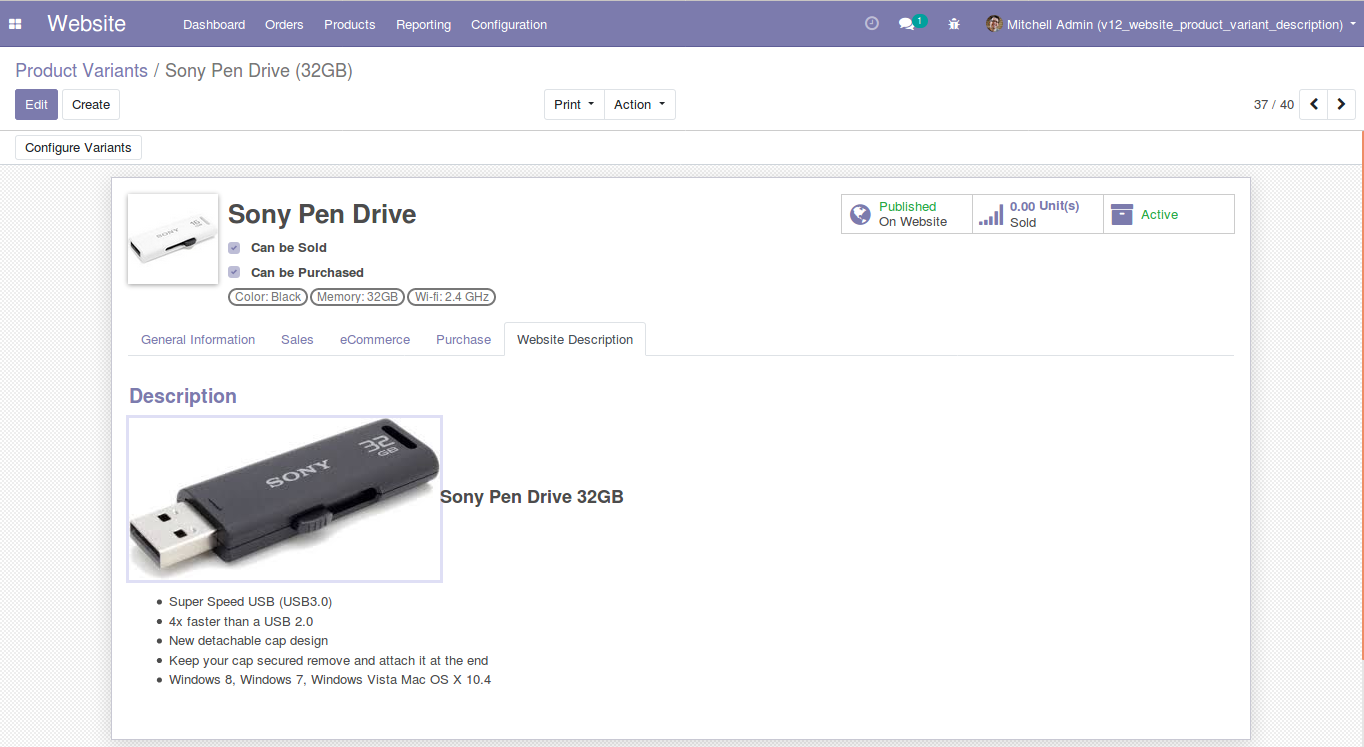 Website Dashboard Orders Products Reporting Configuration 1 Mitchell Admin (v12_website_product_variant_description)
Product Variants / Sony Pen Drive (32GB)
Edit Create Print Action 37 / 40
Configure Variants
Sony Pen Drive
Published
On Website
0.00 Unit(s)
Sold
Active
SONY
Can be Sold
Can be Purchased
Color: Black Memory: 32GB Wi-fi: 2.4 GHz
General Information Sales eCommerce Purchase Website Description
Description
32
GB
SONY
Sony Pen Drive 32GB
Super Speed USB (USB3.0)
4x faster than a USB 2.0
New detachable cap design
Keep your cap secured remove and attach it at the end
Windows 8, Windows 7, Windows Vista Mac OS X 10.4